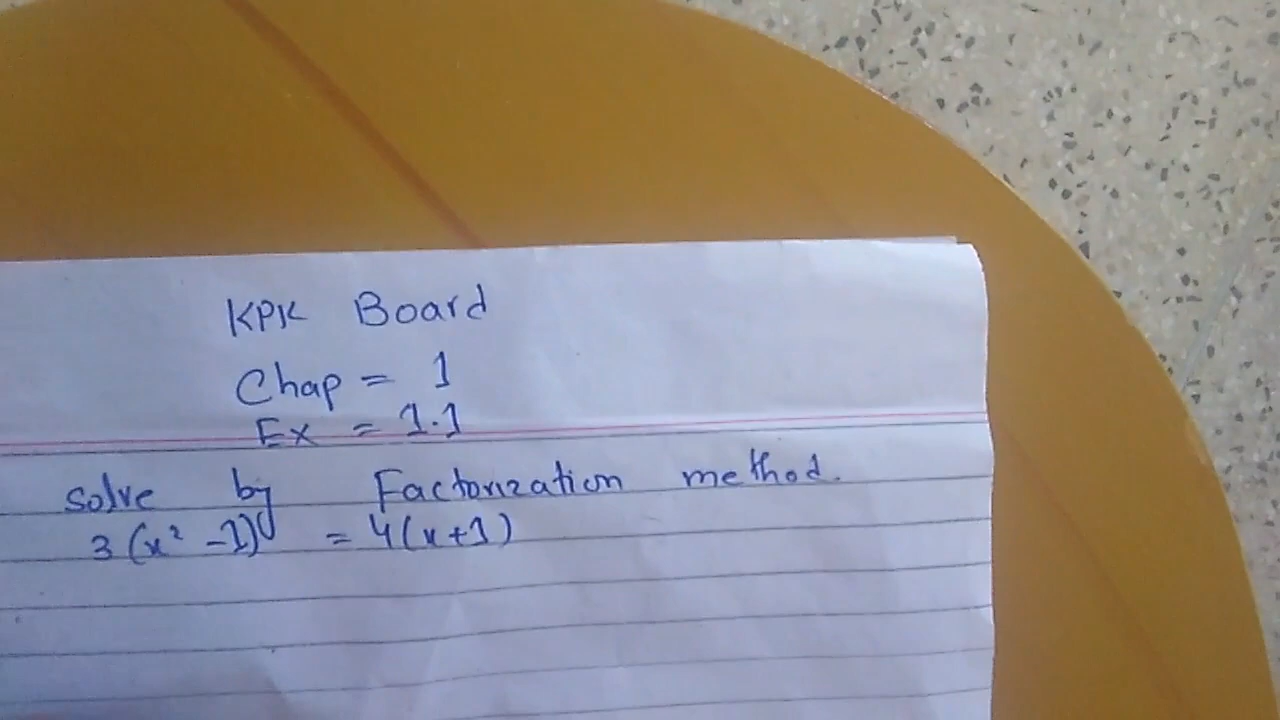 KPK Board
Chap = 1
Ex = 1.1
Solve by Factorization method.
3(x² -1) = 4(x+1)